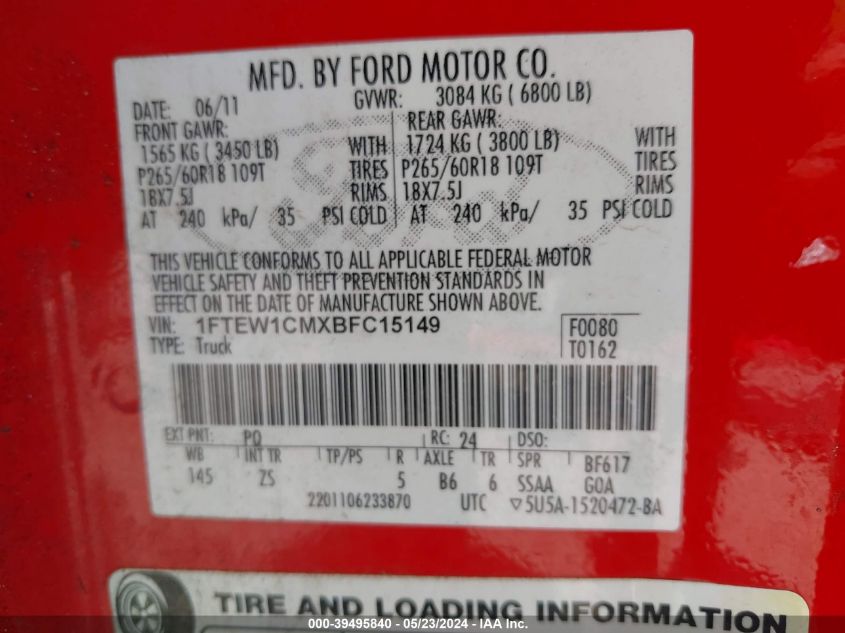 MFD. BY FORD MOTOR CO.
DATE: 06/11 GVWR: 3084 KG ( 6800 LB)
FRONT GAWR: REAR GAWR:
1565 KG ( 3450 LB) WITH 1724 KG ( 3800 LB) WITH
P265/60R18 109T TIRES P265/60R18 109T TIRES
18X7.5J RIMS 18X7.5J RIMS
AT 240 kPa/ 35 PSI COLD AT 240 kPa/ 35 PSI COLD
THIS VEHICLE CONFORMS TO ALL APPLICABLE FEDERAL MOTOR
VEHICLE SAFETY AND THEFT PREVENTION STANDARDS IN
EFFECT ON THE DATE OF MANUFACTURE SHOWN ABOVE.
VIN: 1FTEW1CMXBFC15149 F0080
TYPE: Truck T0162
EXT PNT: PQ RC: 24 DSO:
WB INT TR TP/PS R AXLE TR SPR BF617
145 ZS 5 B6 6 SSAA GOA
2201106233870 UTC ▽5U5A-1520472-BA
TIRE AND LOADING INFORMATION
000-39495840 - 05/23/2024 - IAA Inc.